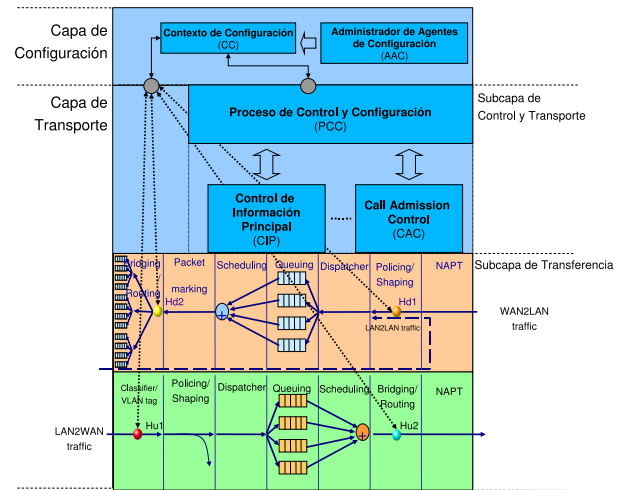 Capa de
Configuración
Contexto de Configuración
(CC)
Administrador de Agentes
de Configuración
(AAC)
Capa de
Transporte
Proceso de Control y Configuración
(PCC)
Subcapa de
Control y Transporte
Control de
Información
Principal
(CIP)
Call Admission
Control
(CAC)
Bridging/
Routing
Packet
marking
Scheduling
Queuing
Dispatcher
Policing/
Shaping
NAPT
Subcapa de Transferencia
Hd2
Hd1
LAN2LAN traffic
WAN2LAN
traffic
Classifier/
VLAN tag
Policing/
Shaping
Dispatcher
Queuing
Scheduling
Bridging/
Routing
NAPT
LAN2WAN
traffic
Hu1
Hu2